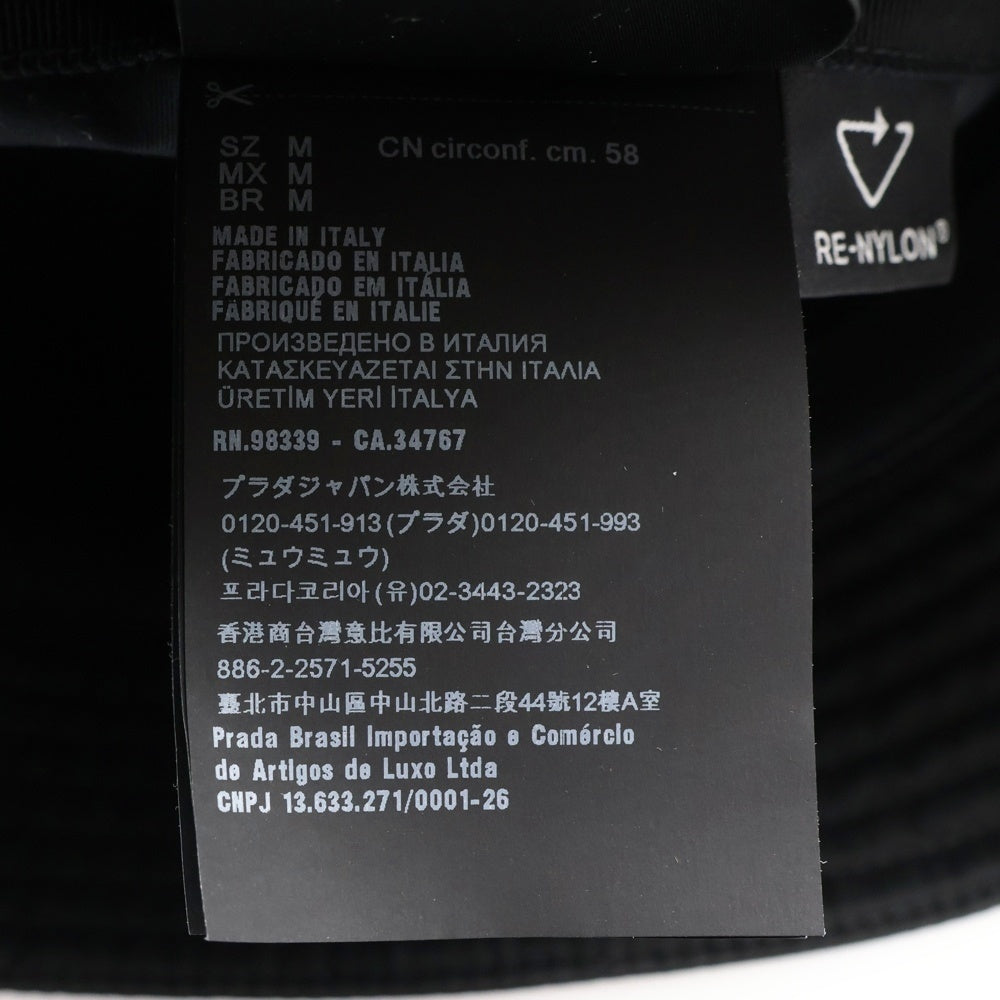 SZ M CN circonf. cm. 58
MX M
BR M
MADE IN ITALY
FABRICADO EN ITALIA
FABRICADO EM ITÁLIA
FABRIQUÉ EN ITALIE
ПРОИЗВЕДЕНО В ИТАЛИЯ
ΚΑΤΑΣΚΕΥΑΖΕΤΑΙ ΣΤΗΝ ΙΤΑΛΙΑ
ÜRETİM YERİ İTALYA
RN.98339 - CA.34767
プラダジャパン株式会社
0120-451-913(プラダ)0120-451-993
(ミュウミュウ)
프라다코리아(유)02-3443-2323
香港商台灣意比有限公司台灣分公司
886-2-2571-5255
臺北市中山區中山北路二段44號12樓A室
Prada Brasil Importação e Comércio
de Artigos de Luxo Ltda
CNPJ 13.633.271/0001-26
RE-NYLON®